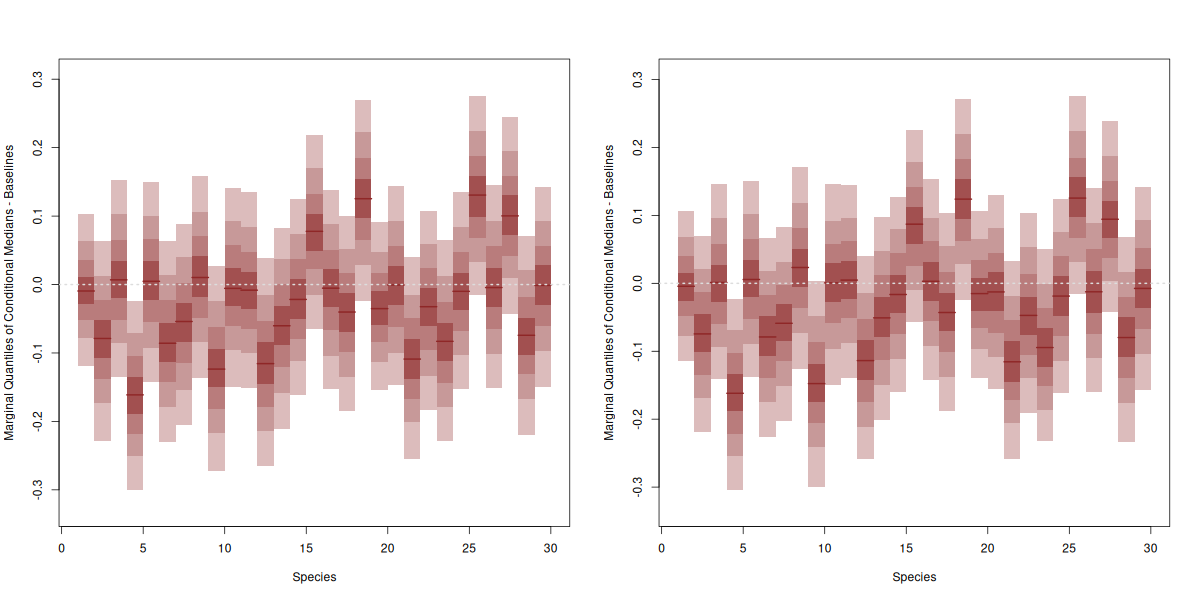 Marginal Quantiles of Conditional Medians - Baselines
0.3
0.2
0.1
0.0
-0.1
-0.2
-0.3
0 5 10 15 20 25 30
Species
Marginal Quantiles of Conditional Medians - Baselines
0.3
0.2
0.1
0.0
-0.1
-0.2
-0.3
0 5 10 15 20 25 30
Species